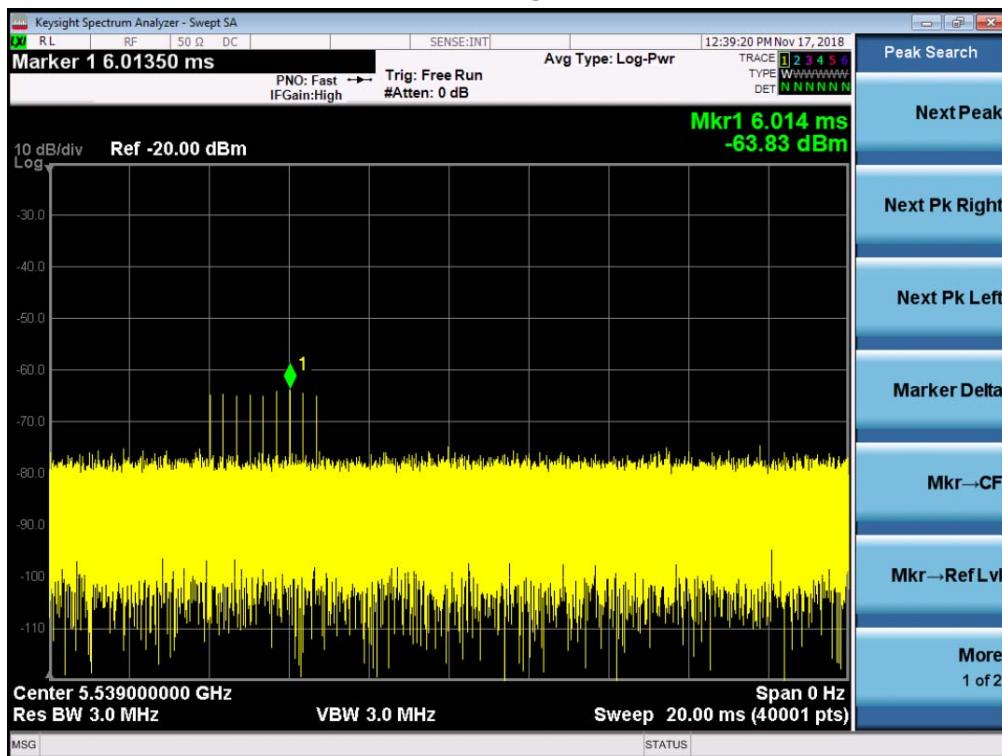 Keysight Spectrum Analyzer - Swept SA
LXI RL RF 50 Ω DC SENSE:INT 12:39:20 PM Nov 17, 2018
Marker 1 6.01350 ms
PNO: Fast
IFGain:High
Trig: Free Run
#Atten: 0 dB
Avg Type: Log-Pwr
TRACE 1 2 3 4 5 6
TYPE WWWWWW
DET N N N N N N
Mkr1 6.014 ms
-63.83 dBm
10 dB/div Ref -20.00 dBm
Log
-30.0
-40.0
-50.0
-60.0
-70.0
-80.0
-90.0
-100
-110
1
Center 5.539000000 GHz
Span 0 Hz
Res BW 3.0 MHz
VBW 3.0 MHz
Sweep 20.00 ms (40001 pts)
MSG
STATUS
Peak Search
Next Peak
Next Pk Right
Next Pk Left
Marker Delta
Mkr→CF
Mkr→Ref Lvl
More
1 of 2